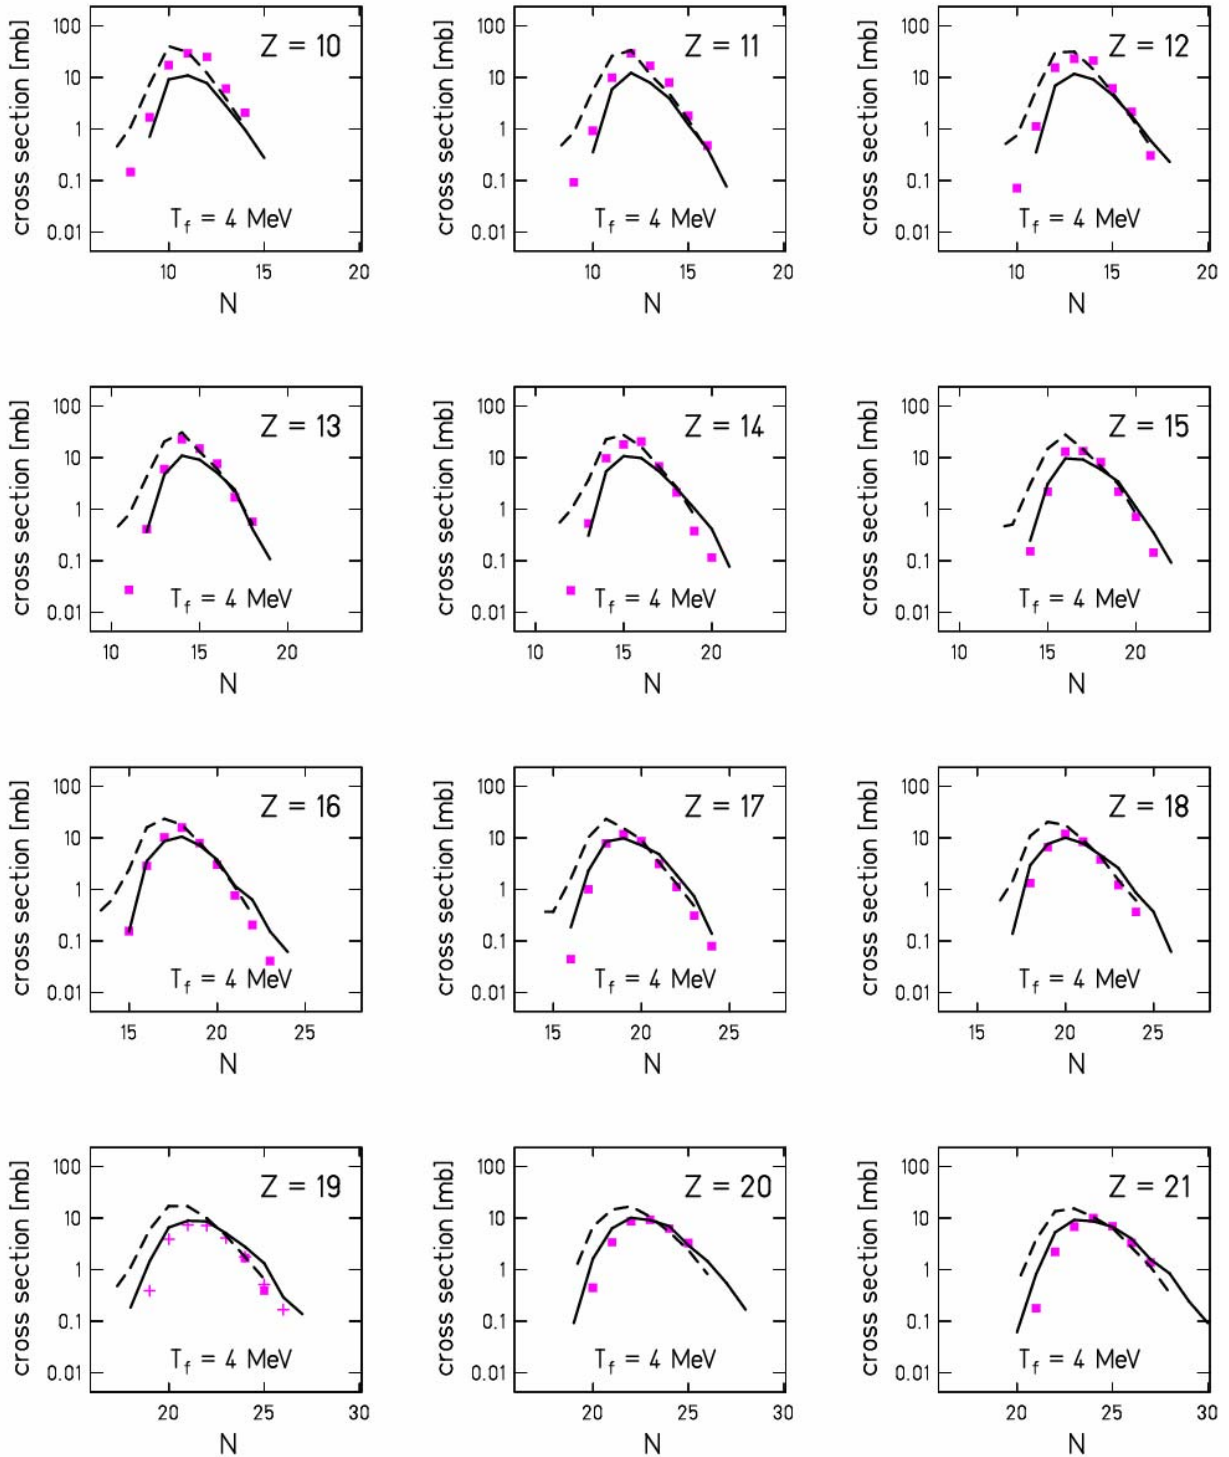 cross section [mb]
100
10
1
0.1
0.01
Z = 10
T_f = 4 MeV
10 15 20
N
cross section [mb]
100
10
1
0.1
0.01
Z = 11
T_f = 4 MeV
10 15 20
N
cross section [mb]
100
10
1
0.1
0.01
Z = 12
T_f = 4 MeV
10 15 20
N
cross section [mb]
100
10
1
0.1
0.01
Z = 13
T_f = 4 MeV
10 15 20
N
cross section [mb]
100
10
1
0.1
0.01
Z = 14
T_f = 4 MeV
10 15 20
N
cross section [mb]
100
10
1
0.1
0.01
Z = 15
T_f = 4 MeV
10 15 20
N
cross section [mb]
100
10
1
0.1
0.01
Z = 16
T_f = 4 MeV
15 20 25
N
cross section [mb]
100
10
1
0.1
0.01
Z = 17
T_f = 4 MeV
15 20 25
N
cross section [mb]
100
10
1
0.1
0.01
Z = 18
T_f = 4 MeV
15 20 25
N
cross section [mb]
100
10
1
0.1
0.01
Z = 19
T_f = 4 MeV
20 25 30
N
cross section [mb]
100
10
1
0.1
0.01
Z = 20
T_f = 4 MeV
20 25 30
N
cross section [mb]
100
10
1
0.1
0.01
Z = 21
T_f = 4 MeV
20 25 30
N